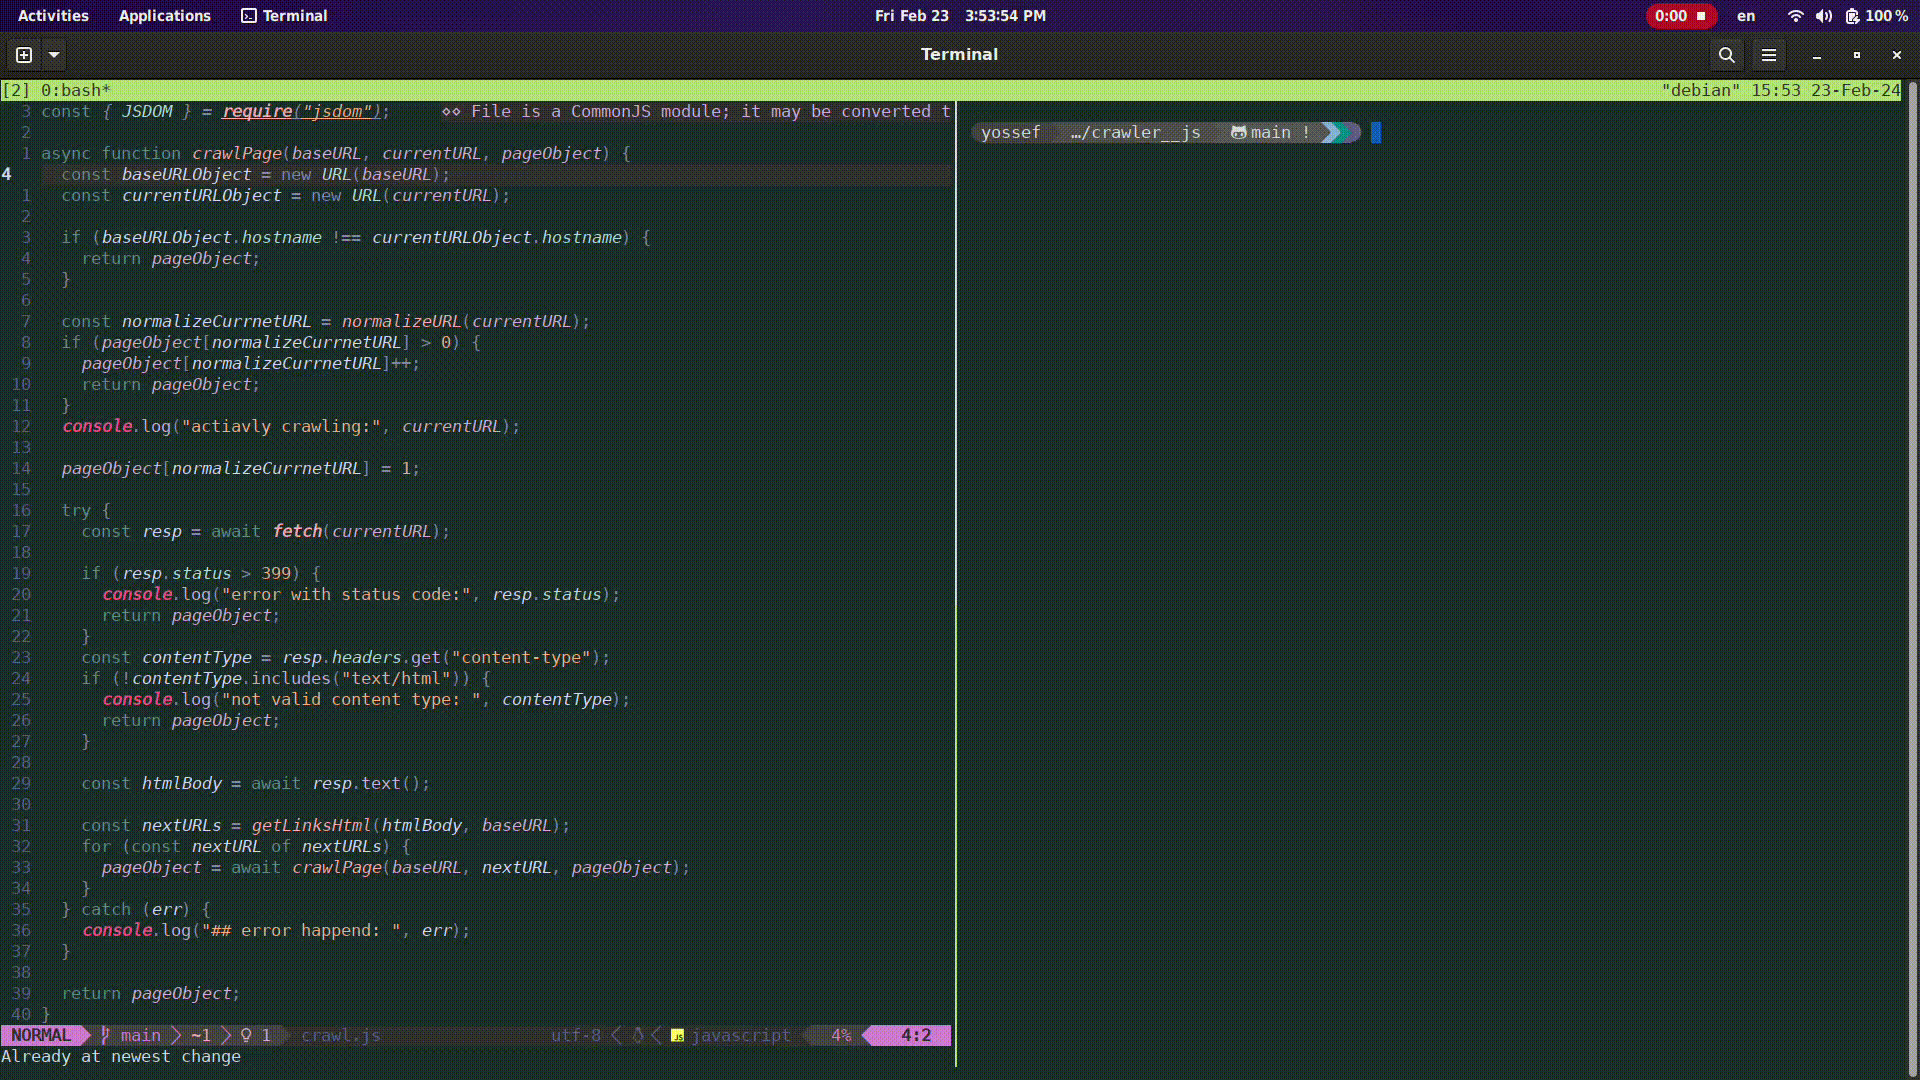 Activities Applications Terminal Fri Feb 23 3:53:54 PM 0:00 en 100 %
Terminal
[2] 0:bash* "debian" 15:53 23-Feb-24
3 const { JSDOM } = require("jsdom"); File is a CommonJS module; it may be converted t
2
1 async function crawlPage(baseURL, currentURL, pageObject) {
4 const baseURLObject = new URL(baseURL);
1 const currentURLObject = new URL(currentURL);
2
3 if (baseURLObject.hostname !== currentURLObject.hostname) {
4 return pageObject;
5 }
6
7 const normalizeCurrnetURL = normalizeURL(currentURL);
8 if (pageObject[normalizeCurrnetURL] > 0) {
9 pageObject[normalizeCurrnetURL]++;
10 return pageObject;
11 }
12 console.log("actiavly crawling:", currentURL);
13
14 pageObject[normalizeCurrnetURL] = 1;
15
16 try {
17 const resp = await fetch(currentURL);
18
19 if (resp.status > 399) {
20 console.log("error with status code:", resp.status);
21 return pageObject;
22 }
23 const contentType = resp.headers.get("content-type");
24 if (!contentType.includes("text/html")) {
25 console.log("not valid content type: ", contentType);
26 return pageObject;
27 }
28
29 const htmlBody = await resp.text();
30
31 const nextURLs = getLinksHtml(htmlBody, baseURL);
32 for (const nextURL of nextURLs) {
33 pageObject = await crawlPage(baseURL, nextURL, pageObject);
34 }
35 } catch (err) {
36 console.log("## error happend: ", err);
37 }
38
39 return pageObject;
40 }
NORMAL main ~1 1 crawl.js utf-8 javascript 4% 4:2
Already at newest change
yossef …/crawler__js main !